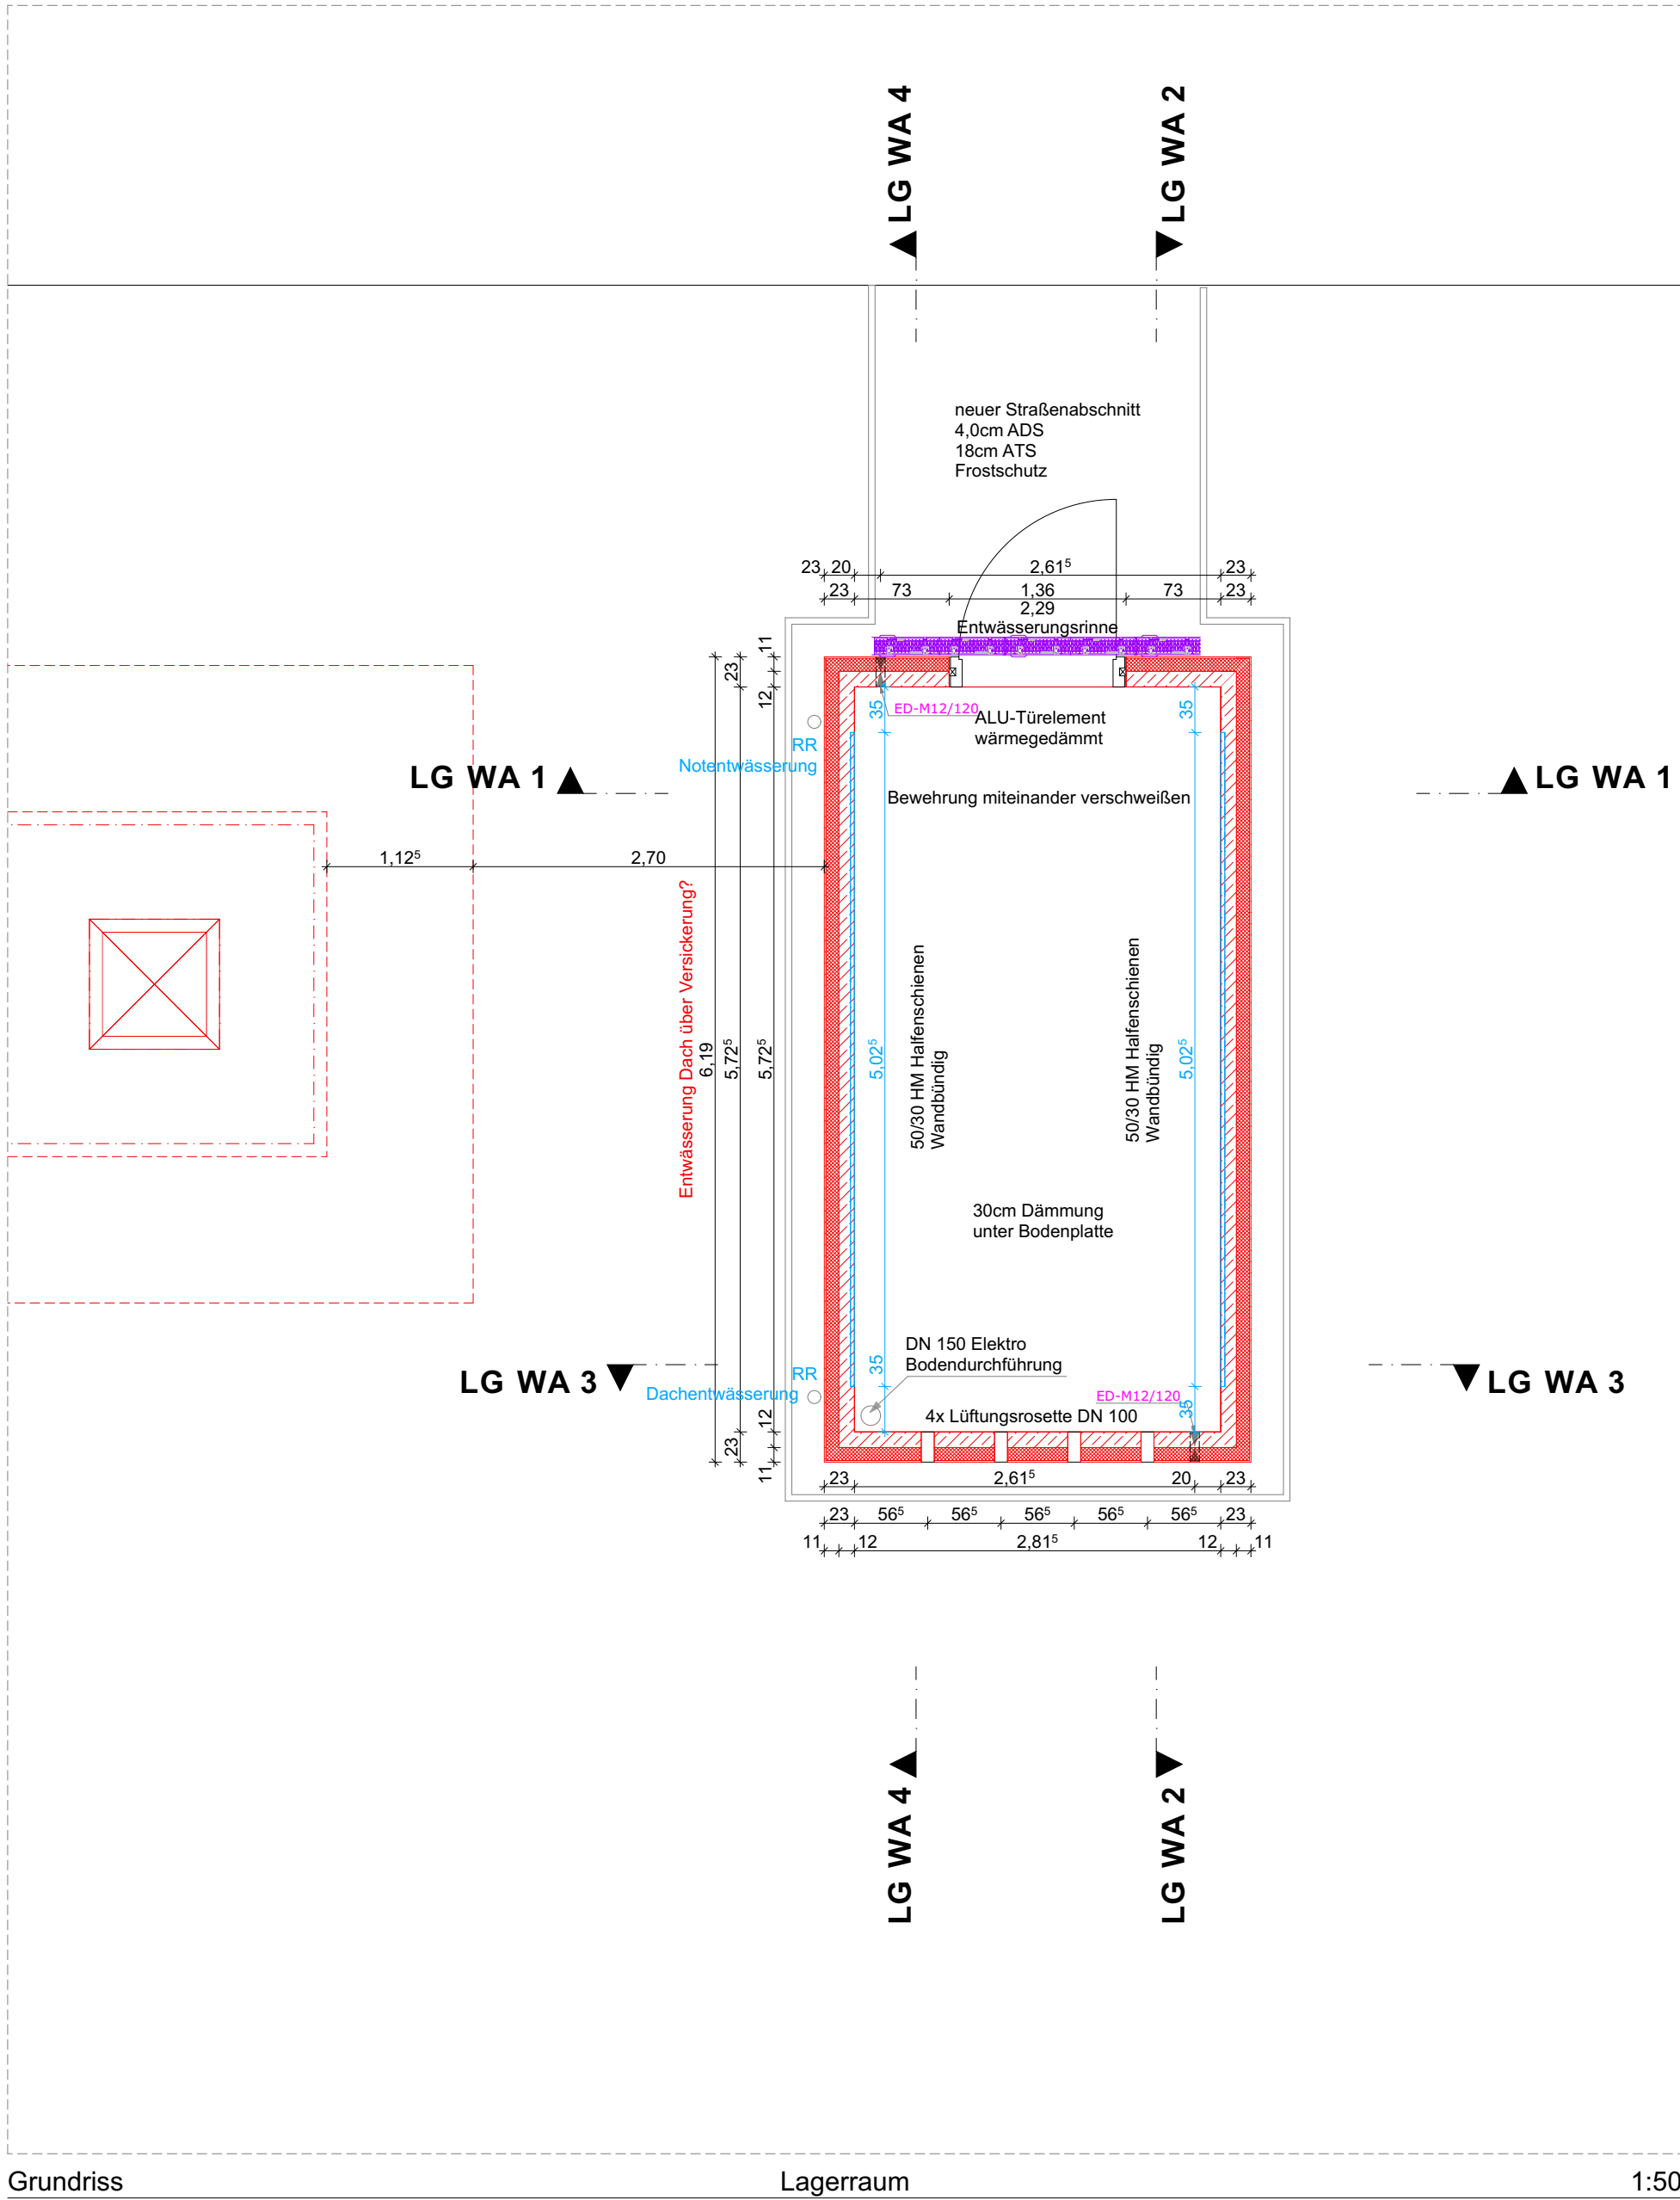 LG WA 4
LG WA 2
neuer Straßenabschnitt
4,0cm ADS
18cm ATS
Frostschutz
23 20 2,61⁵ 23
23 73 1,36 73 23
2,29
Entwässerungsrinne
11
23
12
35
35
ED-M12/120
ALU-Türelement
wärmegedämmt
RR
Notentwässerung
LG WA 1
LG WA 1
Bewehrung miteinander verschweißen
1,12⁵
2,70
Entwässerung Dach über Versickerung?
6,19
5,72⁵
5,72⁵
5,02⁵
50/30 HM Halfenschienen
Wandbündig
50/30 HM Halfenschienen
Wandbündig
5,02⁵
30cm Dämmung
unter Bodenplatte
DN 150 Elektro
Bodendurchführung
35
RR
Dachentwässerung
LG WA 3
LG WA 3
ED-M12/120
35
4x Lüftungsrosette DN 100
12
23
11
23 2,61⁵ 20 23
23 56⁵ 56⁵ 56⁵ 56⁵ 56⁵ 23
11 12 2,81⁵ 12 11
LG WA 4
LG WA 2
Grundriss
Lagerraum
1:50